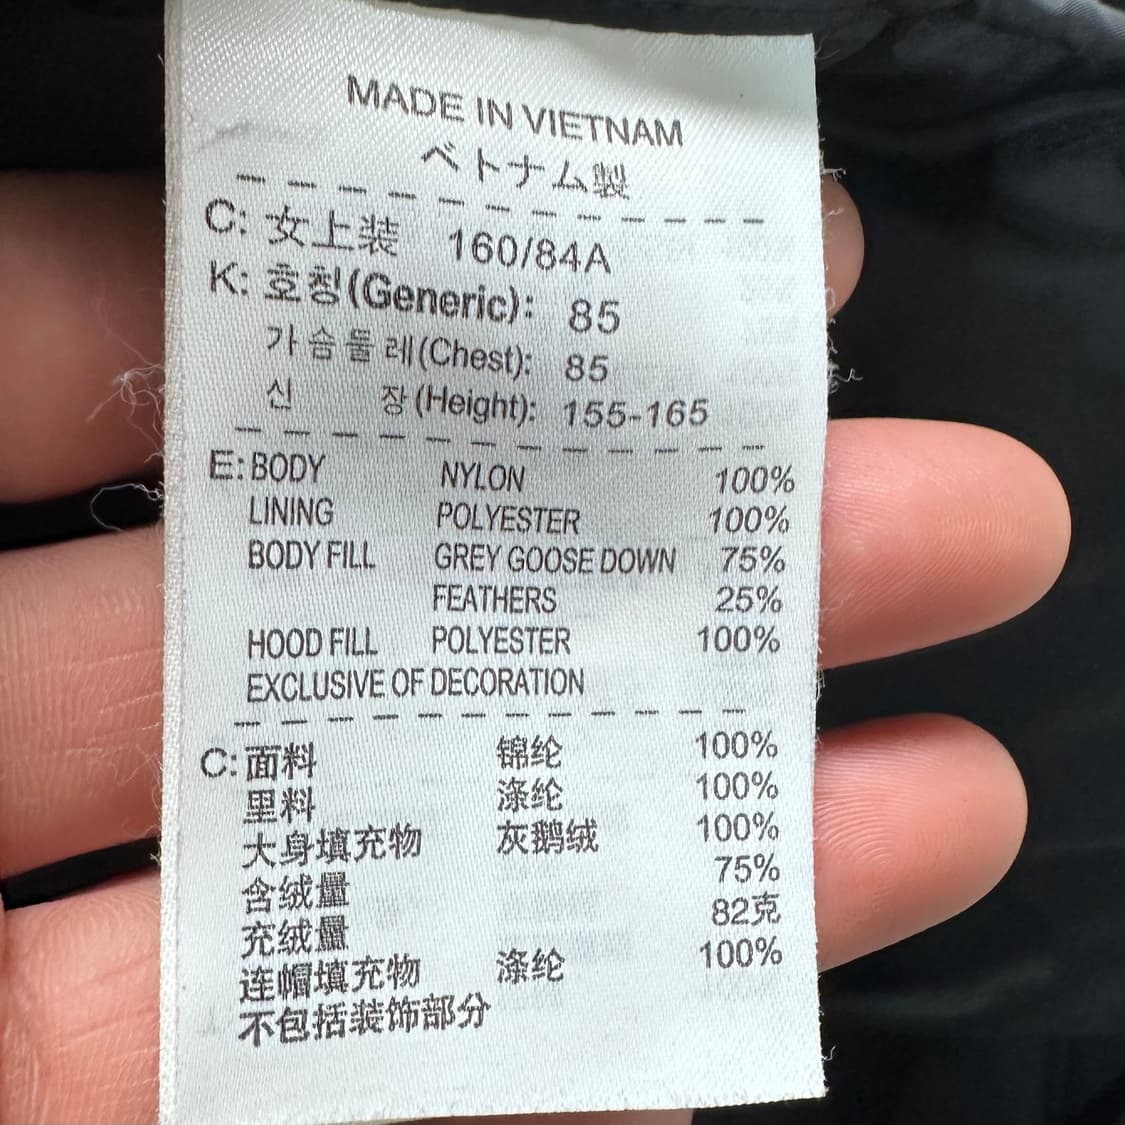 MADE IN VIETNAM
ベトナム製
C: 女上装 160/84A
K: 호칭(Generic): 85
가슴둘레(Chest): 85
신 장(Height): 155-165
E: BODY NYLON 100%
LINING POLYESTER 100%
BODY FILL GREY GOOSE DOWN 75%
FEATHERS 25%
HOOD FILL POLYESTER 100%
EXCLUSIVE OF DECORATION
C: 面料 锦纶 100%
里料 涤纶 100%
大身填充物 灰鹅绒 100%
含绒量 75%
充绒量 82克
连帽填充物 涤纶 100%
不包括装饰部分